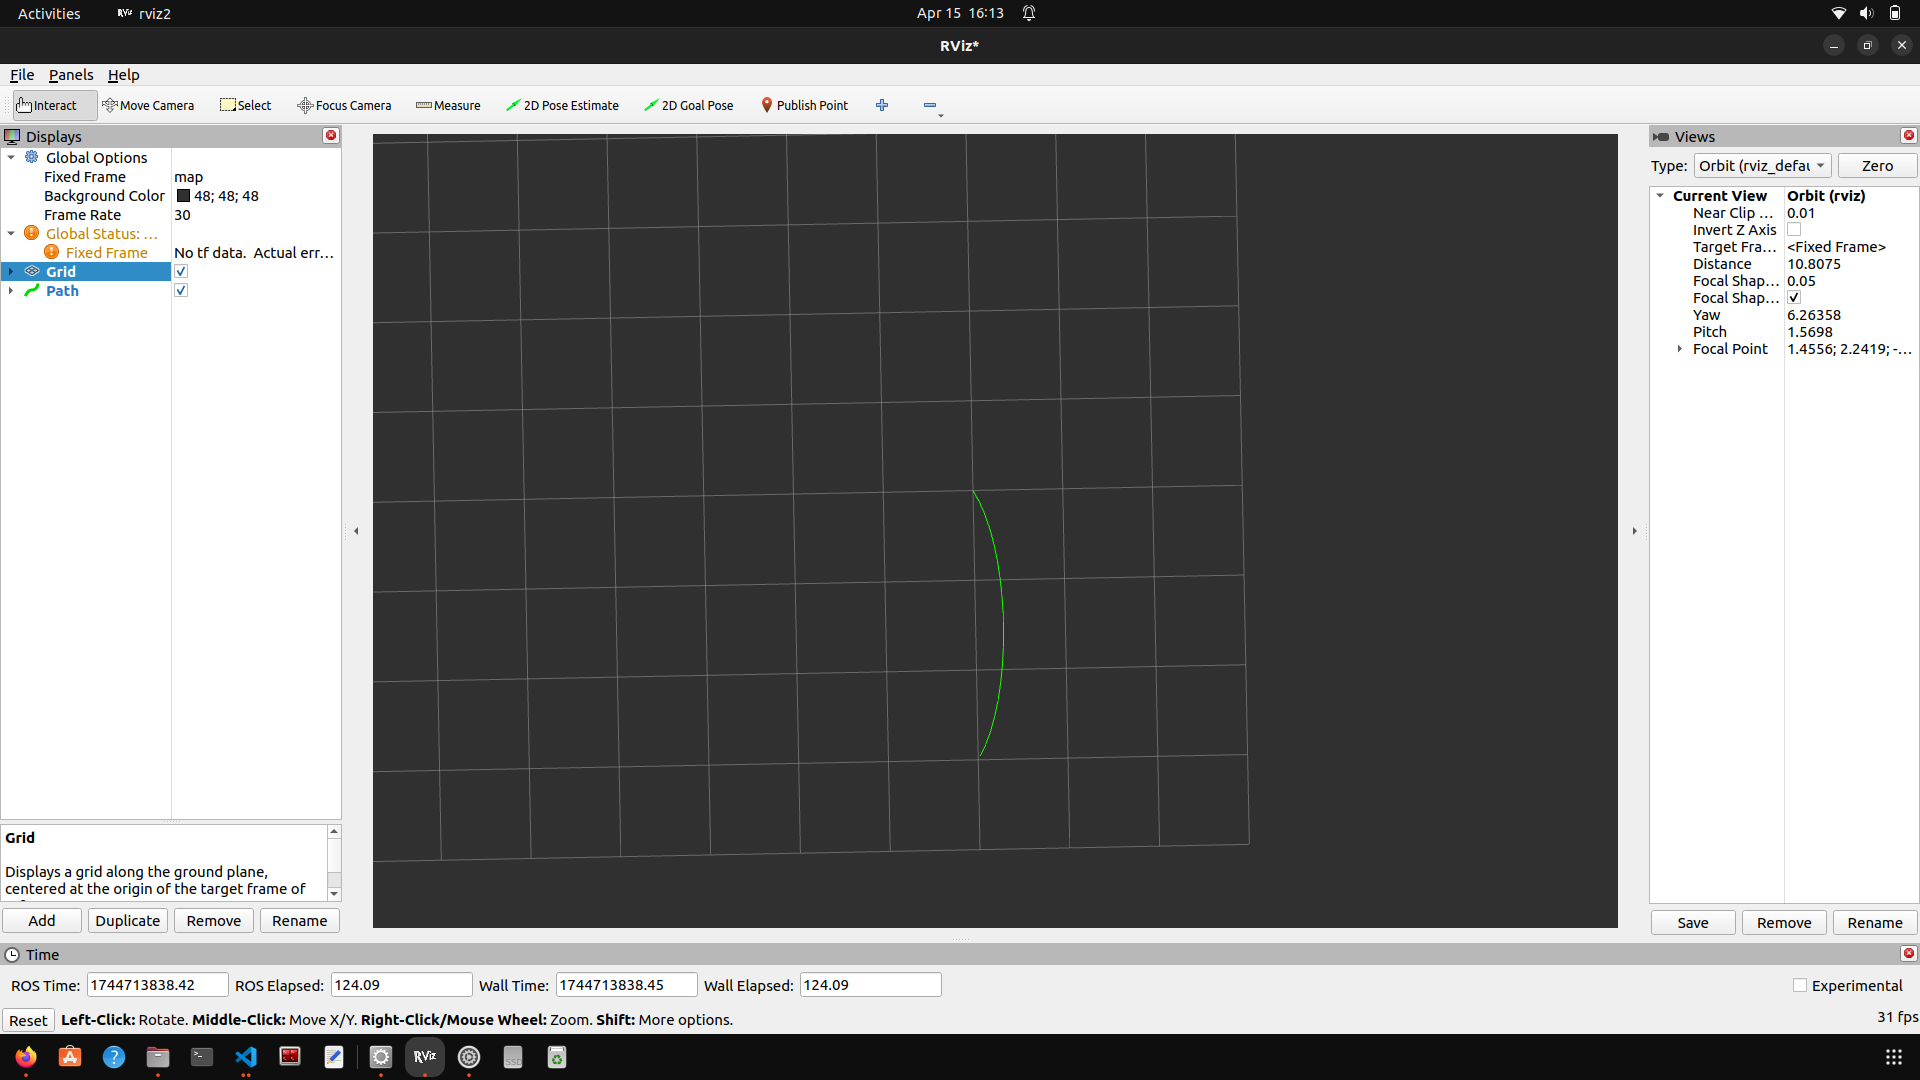 Activities
rviz2
Apr 15 16:13
RViz*
File Panels Help
Interact Move Camera Select Focus Camera Measure 2D Pose Estimate 2D Goal Pose Publish Point
Displays
Global Options
Fixed Frame map
Background Color 48; 48; 48
Frame Rate 30
Global Status: ...
Fixed Frame No tf data. Actual err...
Grid
Path
Grid
Displays a grid along the ground plane,
centered at the origin of the target frame of
Add Duplicate Remove Rename
Views
Type: Orbit (rviz_defau Zero
Current View Orbit (rviz)
Near Clip ... 0.01
Invert Z Axis
Target Fra... <Fixed Frame>
Distance 10.8075
Focal Shap... 0.05
Focal Shap...
Yaw 6.26358
Pitch 1.5698
Focal Point 1.4556; 2.2419; -...
Save Remove Rename
Time
ROS Time: 1744713838.42 ROS Elapsed: 124.09 Wall Time: 1744713838.45 Wall Elapsed: 124.09 Experimental
Reset Left-Click: Rotate. Middle-Click: Move X/Y. Right-Click/Mouse Wheel: Zoom. Shift: More options. 31 fps
RViz
SSD